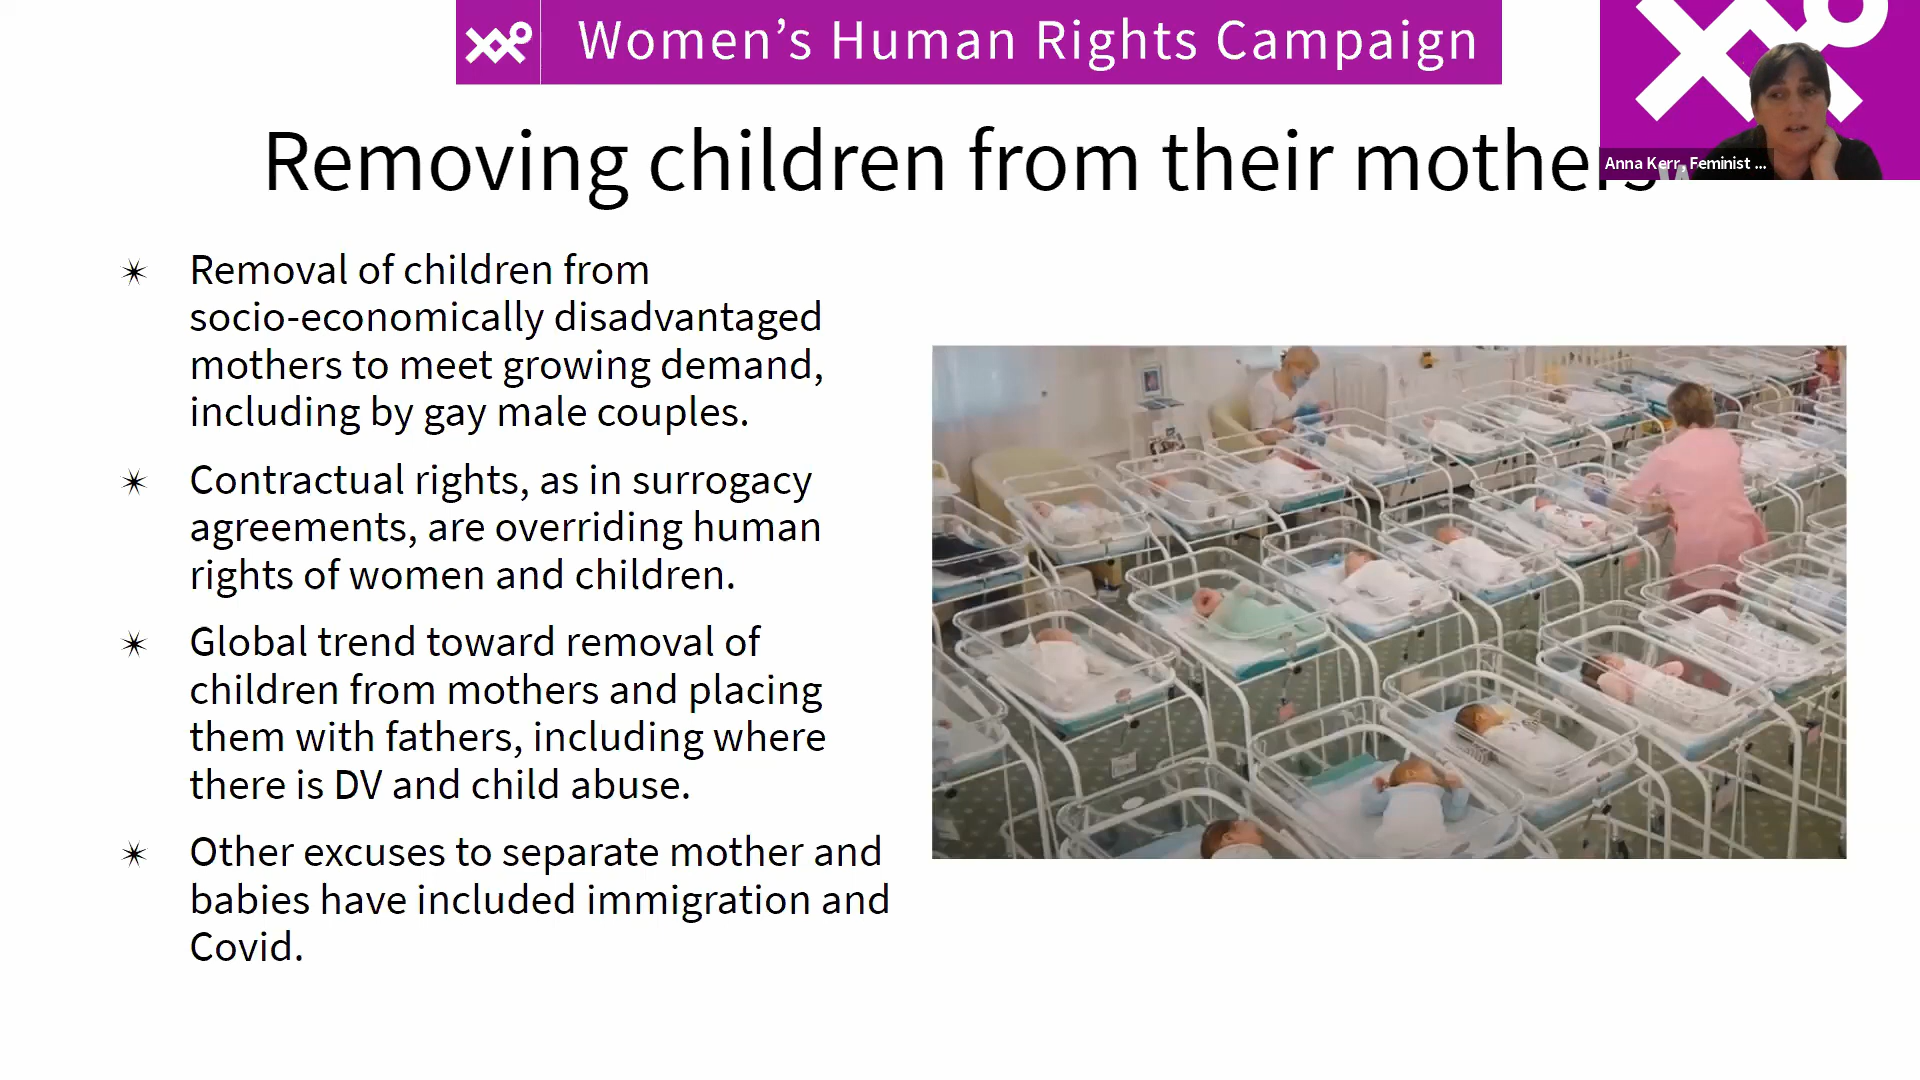 Women’s Human Rights Campaign
Removing children from their mothers
Anna Kerr, Feminist ...
✴ Removal of children from
socio-economically disadvantaged
mothers to meet growing demand,
including by gay male couples.
✴ Contractual rights, as in surrogacy
agreements, are overriding human
rights of women and children.
✴ Global trend toward removal of
children from mothers and placing
them with fathers, including where
there is DV and child abuse.
✴ Other excuses to separate mother and
babies have included immigration and
Covid.